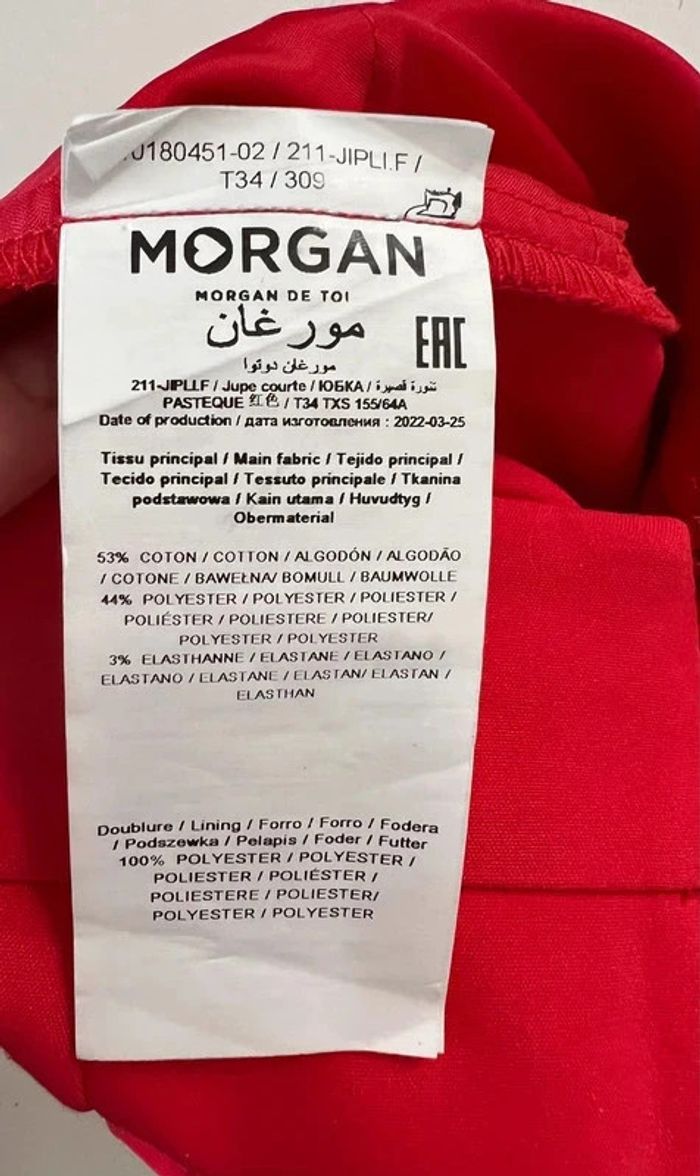 0180451-02 / 211-JIPLI.F /
T34 / 309
MORGAN
MORGAN DE TOI
مورغان
مورغان دوتوا
EAC
211-JIPLI.F / Jupe courte / ЮБКА / تنورة قصيرة
PASTEQUE 红色 / T34 TXS 155/64A
Date of production / дата изготовления : 2022-03-25
Tissu principal / Main fabric / Tejido principal /
Tecido principal / Tessuto principale / Tkanina
podstawowa / Kain utama / Huvudtyg /
Obermaterial
53% COTON / COTTON / ALGODÓN / ALGODÃO
/ COTONE / BAWEŁNA/ BOMULL / BAUMWOLLE
44% POLYESTER / POLYESTER / POLIESTER /
POLIÉSTER / POLIESTERE / POLIESTER/
POLYESTER / POLYESTER
3% ELASTHANNE / ELASTANE / ELASTANO /
ELASTANO / ELASTANE / ELASTAN/ ELASTAN /
ELASTHAN
Doublure / Lining / Forro / Forro / Fodera
/ Podszewka / Pelapis / Foder / Futter
100% POLYESTER / POLYESTER /
POLIESTER / POLIÉSTER /
POLIESTERE / POLIESTER/
POLYESTER / POLYESTER